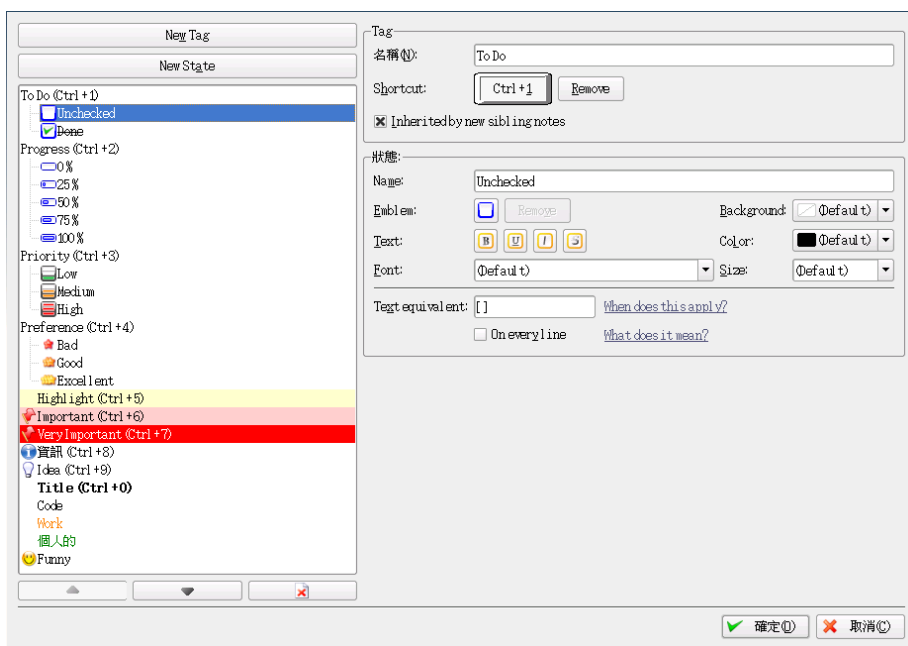 New Tag
New State
To Do (Ctrl+1)
Unchecked
Done
Progress (Ctrl+2)
0%
25%
50%
75%
100%
Priority (Ctrl+3)
Low
Medium
High
Preference (Ctrl+4)
Bad
Good
Excellent
Highlight (Ctrl+5)
Important (Ctrl+6)
Very Important (Ctrl+7)
資訊 (Ctrl+8)
Idea (Ctrl+9)
Title (Ctrl+0)
Code
Work
個人的
Funny
Tag
名稱(N): To Do
Shortcut: Ctrl+1 Remove
Inherited by new sibling notes
狀態:
Name: Unchecked
Emblem: Remove Background: (Default)
Text: B U I S Color: (Default)
Font: (Default) Size: (Default)
Text equivalent: [] When does this apply?
On every line What does it mean?
確定(O) 取消(C)